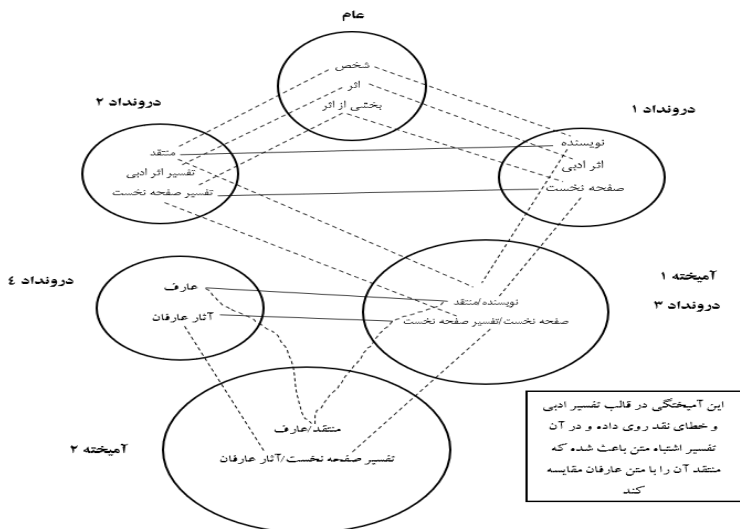 عام
شخص
اثر
بخشی از اثر
درونداد ۱
نویسنده
اثر ادبی
صفحه نخست
درونداد ۲
منتقد
تفسیر اثر ادبی
تفسیر صفحه نخست
آمیخته ۱
درونداد ۳
نویسنده/منتقد
صفحه نخست/تفسیر صفحه نخست
درونداد ٤
عارف
آثار عارفان
آمیخته ۲
منتقد/عارف
تفسیر صفحه نخست/آثار عارفان
این آمیختگی در قالب تفسیر ادبی
و خطای نقد روی داده و در آن
تفسیر اشتباه متن باعث شده که
منتقد آن را با متن عارفان مقایسه
کند